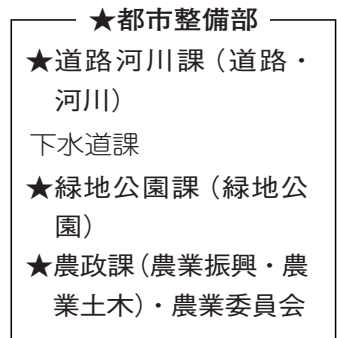 ★都市整備部
★道路河川課(道路・
河川)
下水道課
★緑地公園課(緑地公
園)
★農政課(農業振興・農
業土木)・農業委員会